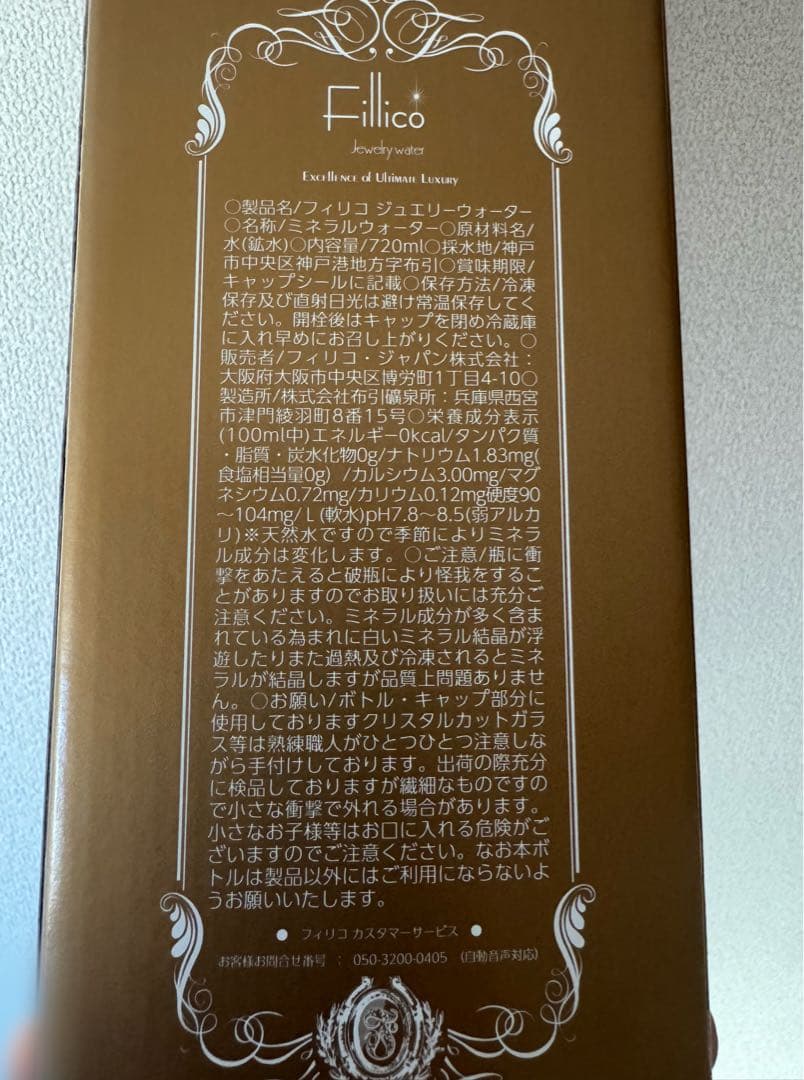 Fillico
Jewelry water
Excellence of Ultimate Luxury
○製品名/フィリコ ジュエリーウォーター
○名称/ミネラルウォーター○原材料名/
水(鉱水)○内容量/720ml○採水地/神戸
市中央区神戸港地方字布引○賞味期限/
キャップシールに記載○保存方法/冷凍
保存及び直射日光は避け常温保存してく
ださい。開栓後はキャップを閉め冷蔵庫
に入れ早めにお召し上がりください。○
販売者/フィリコ・ジャパン株式会社：
大阪府大阪市中央区博労町1丁目4-10○
製造所/株式会社布引礦泉所：兵庫県西宮
市津門綾羽町8番15号○栄養成分表示
(100ml中)エネルギー0kcal/タンパク質
・脂質・炭水化物0g/ナトリウム1.83mg(
食塩相当量0g) /カルシウム3.00mg/マグ
ネシウム0.72mg/カリウム0.12mg硬度90
～104mg/L(軟水)pH7.8～8.5(弱アルカ
リ)※天然水ですので季節によりミネラ
ル成分は変化します。○ご注意/瓶に衝
撃をあたえると破瓶により怪我をするこ
とがありますのでお取り扱いには充分ご
注意ください。ミネラル成分が多く含ま
れている為まれに白いミネラル結晶が浮
遊したりまた過熱及び冷凍されるとミネ
ラルが結晶しますが品質上問題ありませ
ん。○お願い/ボトル・キャップ部分に
使用しておりますクリスタルカットガラ
ス等は熟練職人がひとつひとつ注意しな
がら手付けしております。出荷の際充分
に検品しておりますが繊細なものですの
で小さな衝撃で外れる場合があります。
小さなお子様等はお口に入れる危険がご
ざいますのでご注意ください。なお本ボ
トルは製品以外にはご利用にならないよ
うお願いいたします。
● フィリコ カスタマーサービス ●
お客様お問合せ番号 ： 050-3200-0405 (自動音声対応)